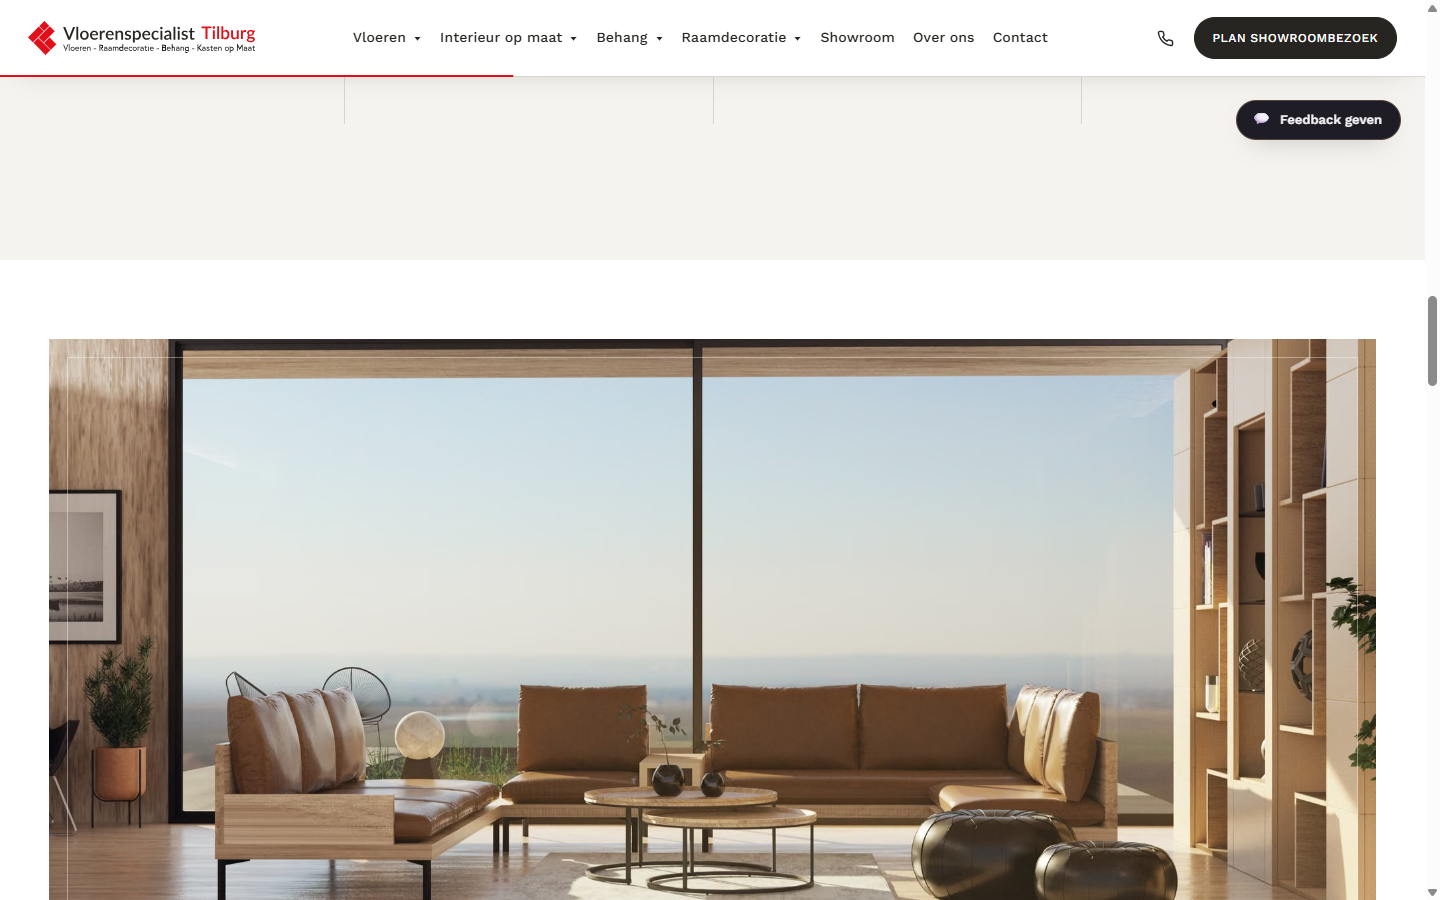 Vloerenspecialist Tilburg
Vloeren - Raamdecoratie - Behang - Kasten op Maat
Vloeren
Interieur op maat
Behang
Raamdecoratie
Showroom
Over ons
Contact
PLAN SHOWROOMBEZOEK
Feedback geven